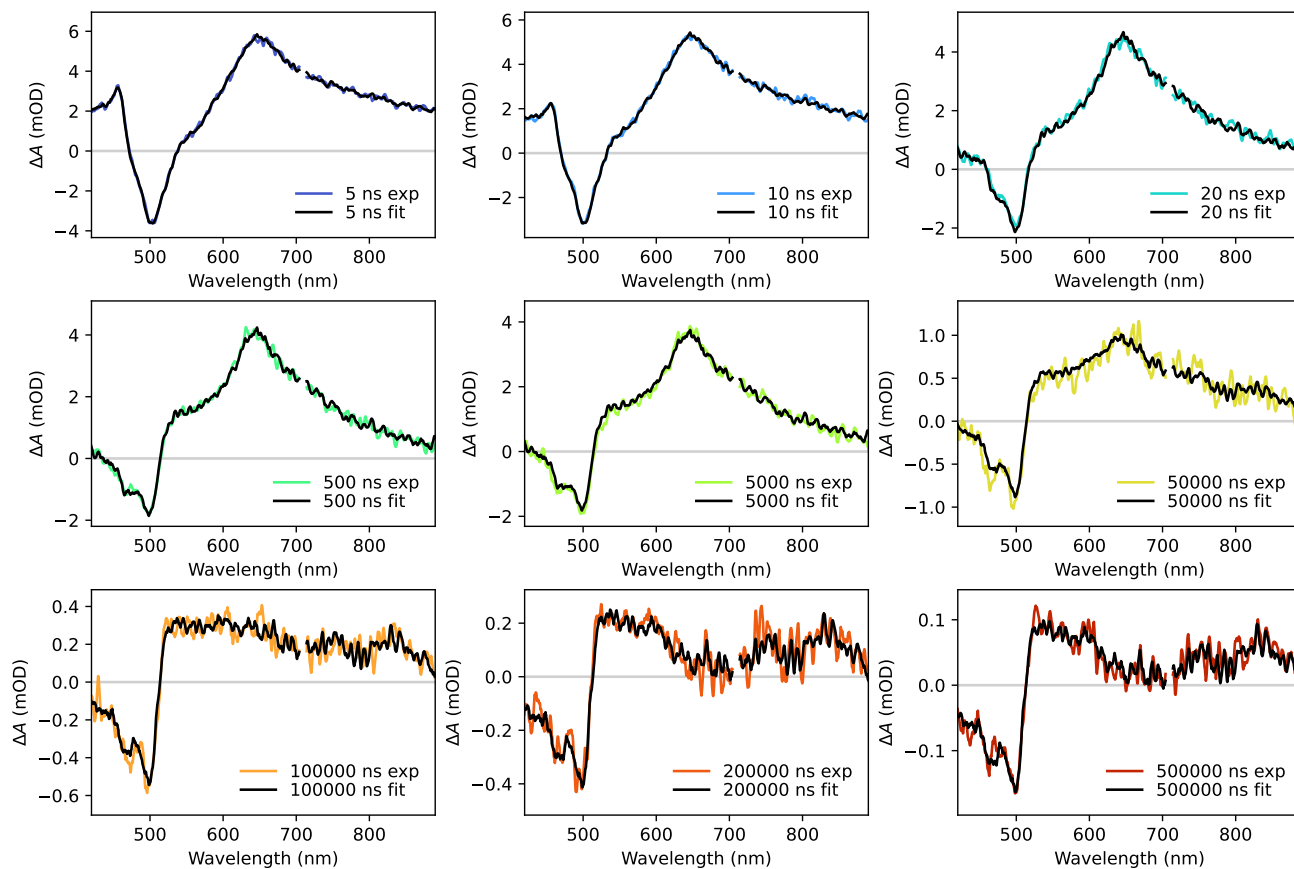 6
4
2
0
−2
−4
ΔA (mOD)
5 ns exp
5 ns fit
500 600 700 800
Wavelength (nm)
6
4
2
0
−2
ΔA (mOD)
10 ns exp
10 ns fit
500 600 700 800
Wavelength (nm)
4
2
0
−2
ΔA (mOD)
20 ns exp
20 ns fit
500 600 700 800
Wavelength (nm)
4
2
0
−2
ΔA (mOD)
500 ns exp
500 ns fit
500 600 700 800
Wavelength (nm)
4
2
0
−2
ΔA (mOD)
5000 ns exp
5000 ns fit
500 600 700 800
Wavelength (nm)
1.0
0.5
0.0
−0.5
−1.0
ΔA (mOD)
50000 ns exp
50000 ns fit
500 600 700 800
Wavelength (nm)
0.4
0.2
0.0
−0.2
−0.4
−0.6
ΔA (mOD)
100000 ns exp
100000 ns fit
500 600 700 800
Wavelength (nm)
0.2
0.0
−0.2
−0.4
ΔA (mOD)
200000 ns exp
200000 ns fit
500 600 700 800
Wavelength (nm)
0.1
0.0
−0.1
ΔA (mOD)
500000 ns exp
500000 ns fit
500 600 700 800
Wavelength (nm)